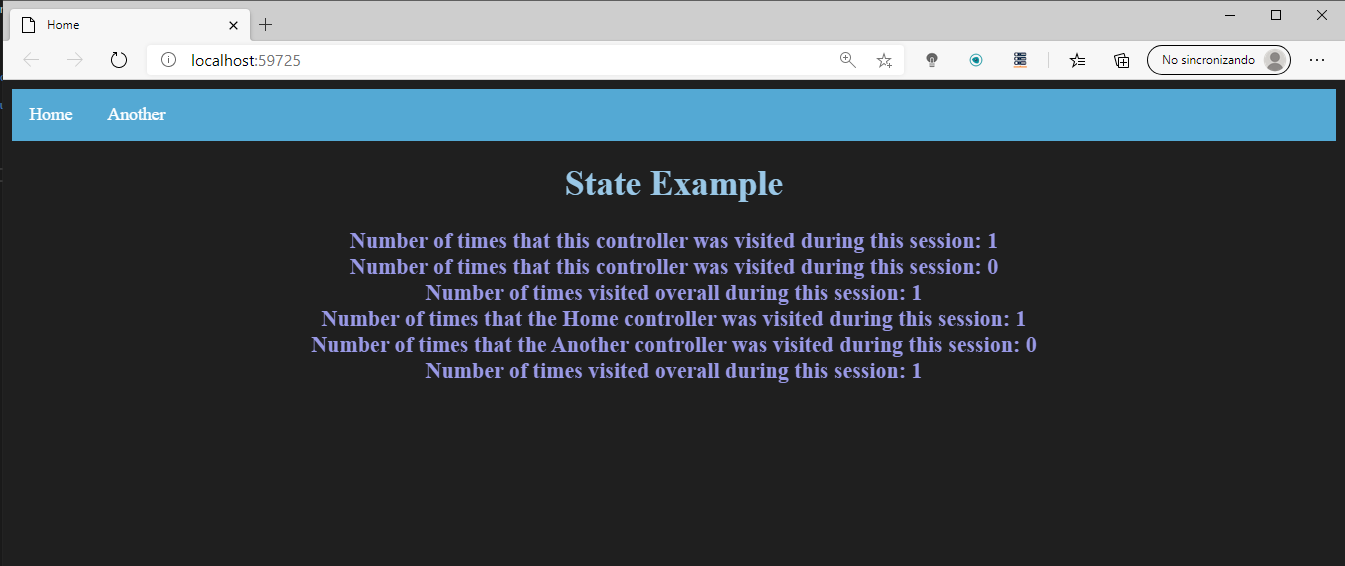 Home
localhost:59725
No sincronizando
Home Another
State Example
Number of times that this controller was visited during this session: 1
Number of times that this controller was visited during this session: 0
Number of times visited overall during this session: 1
Number of times that the Home controller was visited during this session: 1
Number of times that the Another controller was visited during this session: 0
Number of times visited overall during this session: 1